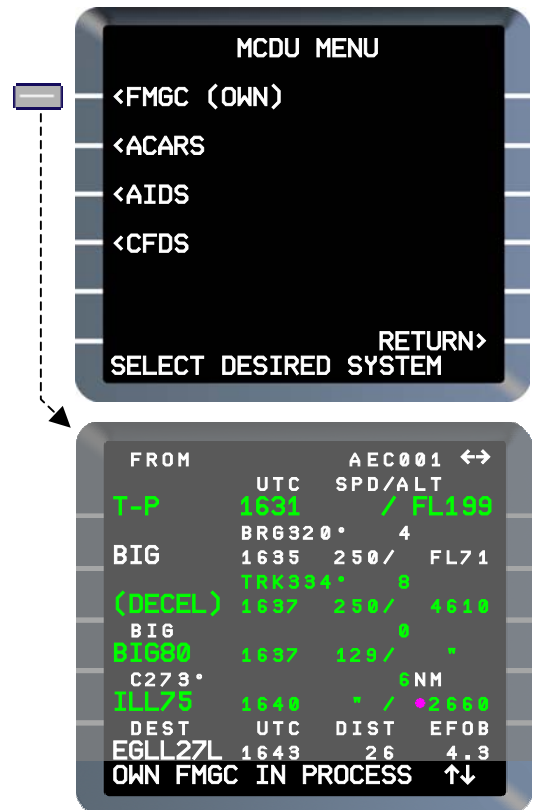 MCDU MENU
<FMGC (OWN)
<ACARS
<AIDS
<CFDS
RETURN>
SELECT DESIRED SYSTEM
FROM AEC001 ←→
UTC SPD/ALT
T-P 1631 / FL199
BRG320° 4
BIG 1635 250/ FL71
TRK334° 8
(DECEL) 1637 250/ 4610
BIG 0
BIG80 1637 129/ "
C273° 6NM
ILL75 1640 " / 2660
DEST UTC DIST EFOB
EGLL27L 1643 26 4.3
OWN FMGC IN PROCESS ↑↓